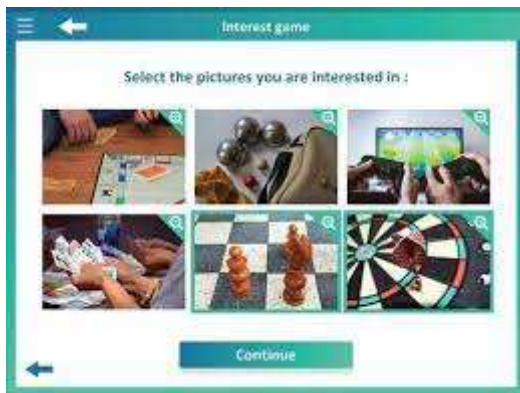 Interest game
Select the pictures you are interested in :
Continue